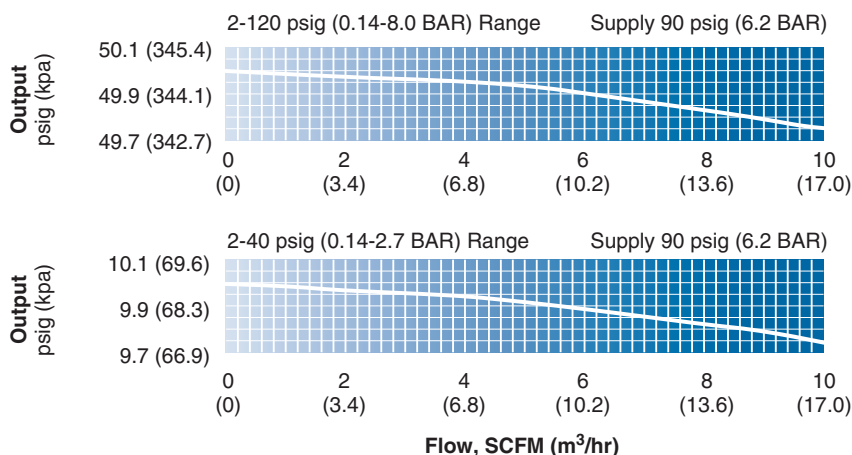 2-120 psig (0.14-8.0 BAR) Range Supply 90 psig (6.2 BAR)
Output
psig (kpa)
50.1 (345.4)
49.9 (344.1)
49.7 (342.7)
0 2 4 6 8 10
(0) (3.4) (6.8) (10.2) (13.6) (17.0)
2-40 psig (0.14-2.7 BAR) Range Supply 90 psig (6.2 BAR)
Output
psig (kpa)
10.1 (69.6)
9.9 (68.3)
9.7 (66.9)
0 2 4 6 8 10
(0) (3.4) (6.8) (10.2) (13.6) (17.0)
Flow, SCFM (m³/hr)